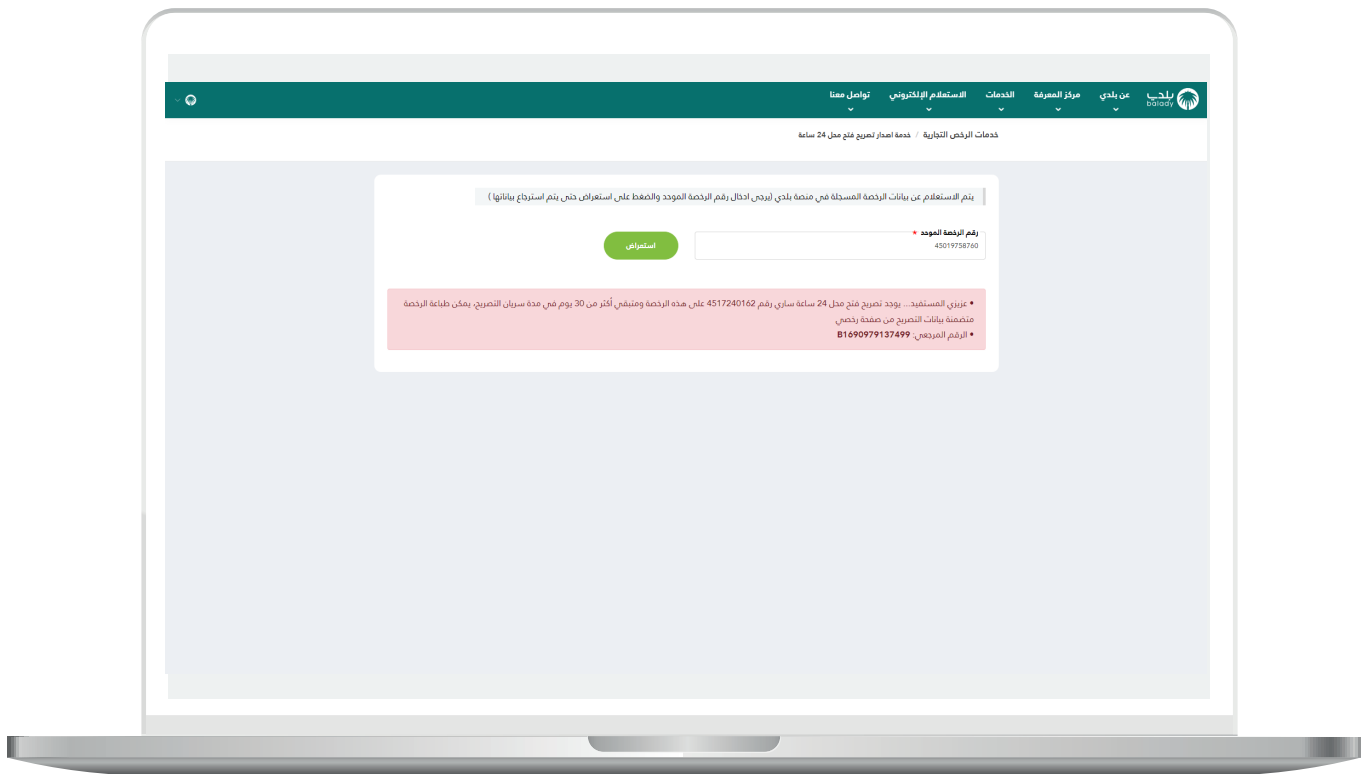 بلدي
balady
عن بلدي
مركز المعرفة
الخدمات
الاستعلام الإلكتروني
تواصل معنا
خدمات الرخص التجارية / خدمة اصدار تصريح فتح محل 24 ساعة
يتم الاستعلام عن بيانات الرخصة المسجلة في منصة بلدي (يرجى ادخال رقم الرخصة الموحد والضغط على استعراض حتى يتم استرجاع بياناتها )
رقم الرخصة الموحد *
45019758760
استعراض
• عزيزي المستفيد... يوجد تصريح فتح محل 24 ساعة ساري رقم 4517240162 على هذه الرخصة ومتبقي أكثر من 30 يوم في مدة سريان التصريح، يمكن طباعة الرخصة
متضمنة بيانات التصريح من صفحة رخصي
• الرقم المرجعي: B1690979137499